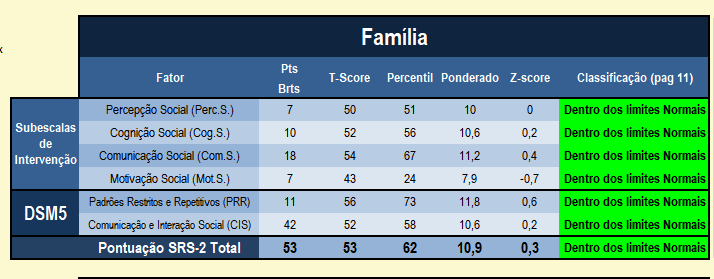 Família
Fator Pts Brts T-Score Percentil Ponderado Z-score Classificação (pag 11)
Subescalas de Intervenção
Percepção Social (Perc.S.) 7 50 51 10 0 Dentro dos limites Normais
Cognição Social (Cog.S.) 10 52 56 10,6 0,2 Dentro dos limites Normais
Comunicação Social (Com.S.) 18 54 67 11,2 0,4 Dentro dos limites Normais
Motivação Social (Mot.S.) 7 43 24 7,9 -0,7 Dentro dos limites Normais
DSM5
Padrões Restritos e Repetitivos (PRR) 11 56 73 11,8 0,6 Dentro dos limites Normais
Comunicação e Interação Social (CIS) 42 52 58 10,6 0,2 Dentro dos limites Normais
Pontuação SRS-2 Total 53 53 62 10,9 0,3 Dentro dos limites Normais